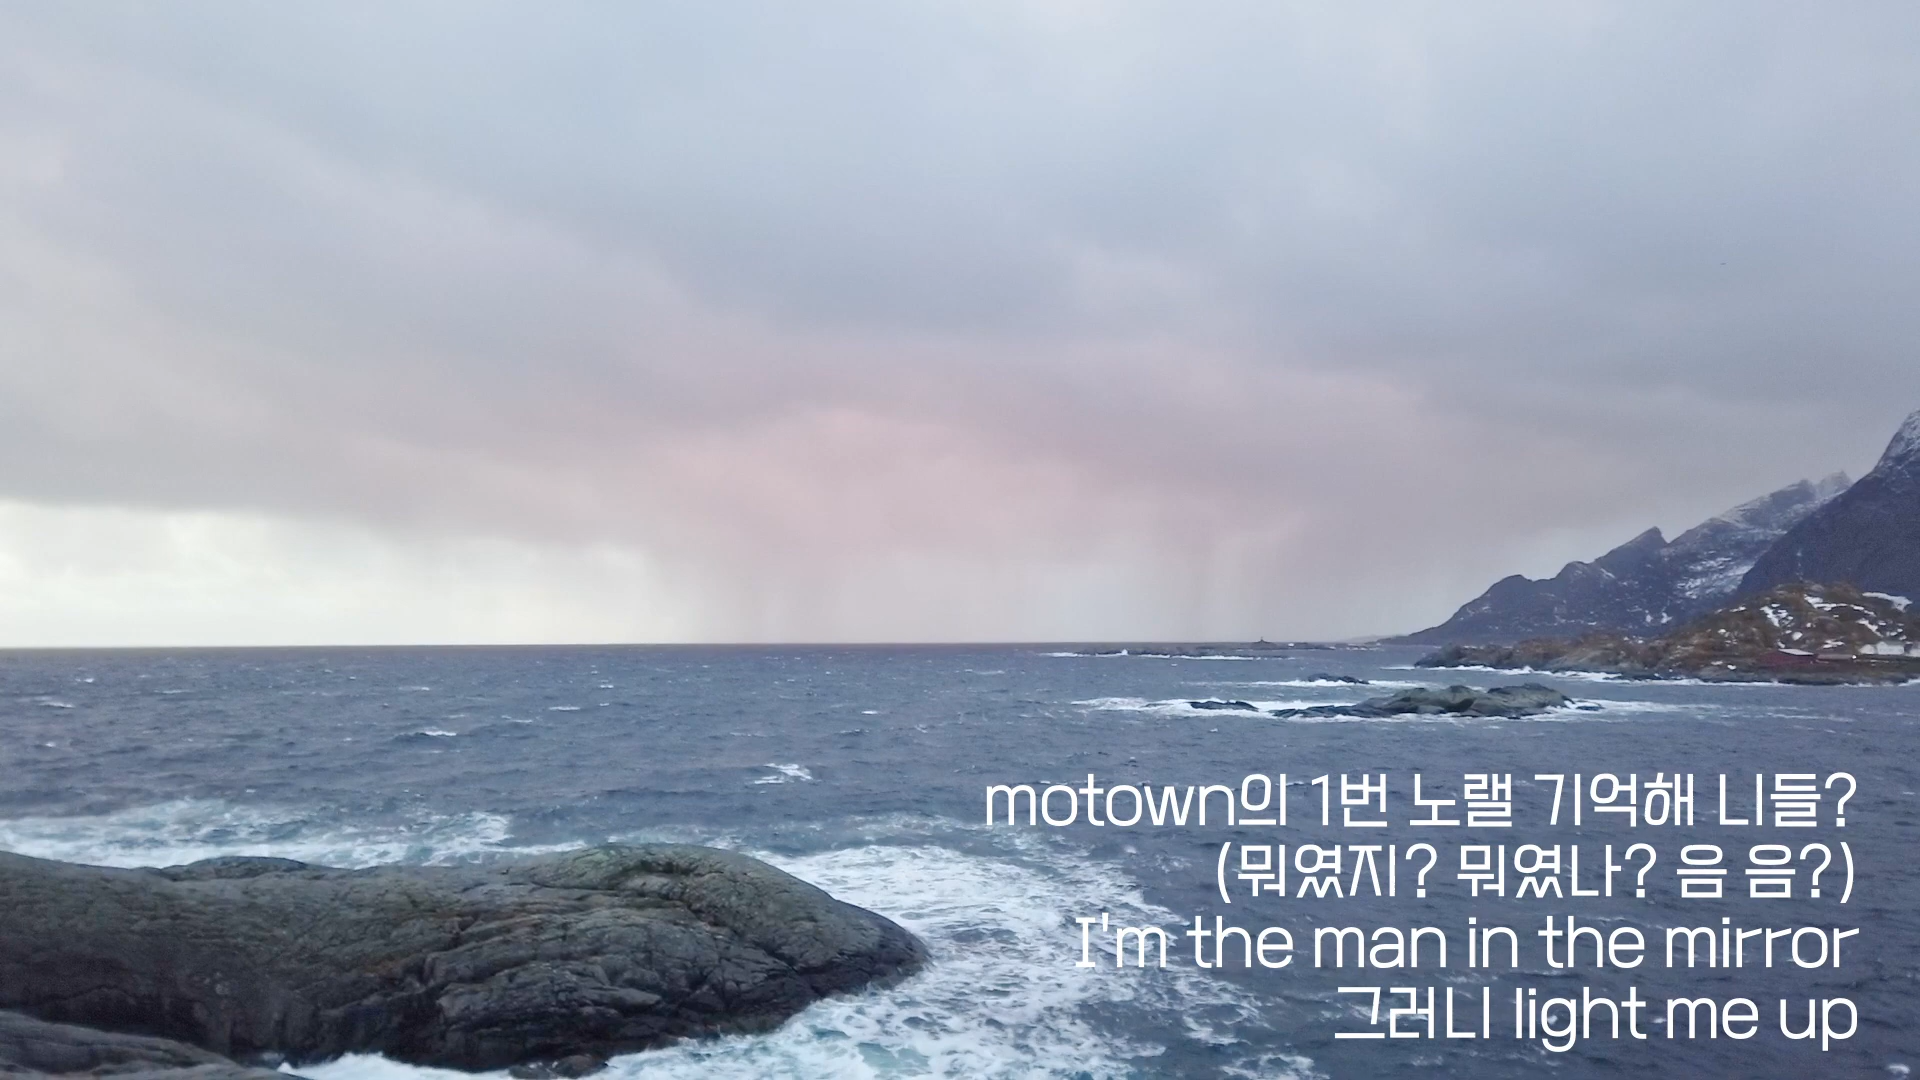 motown의 1번 노랠 기억해 니들?
(뭐였지? 뭐였나? 음 음?)
I'm the man in the mirror
그러니 light me up